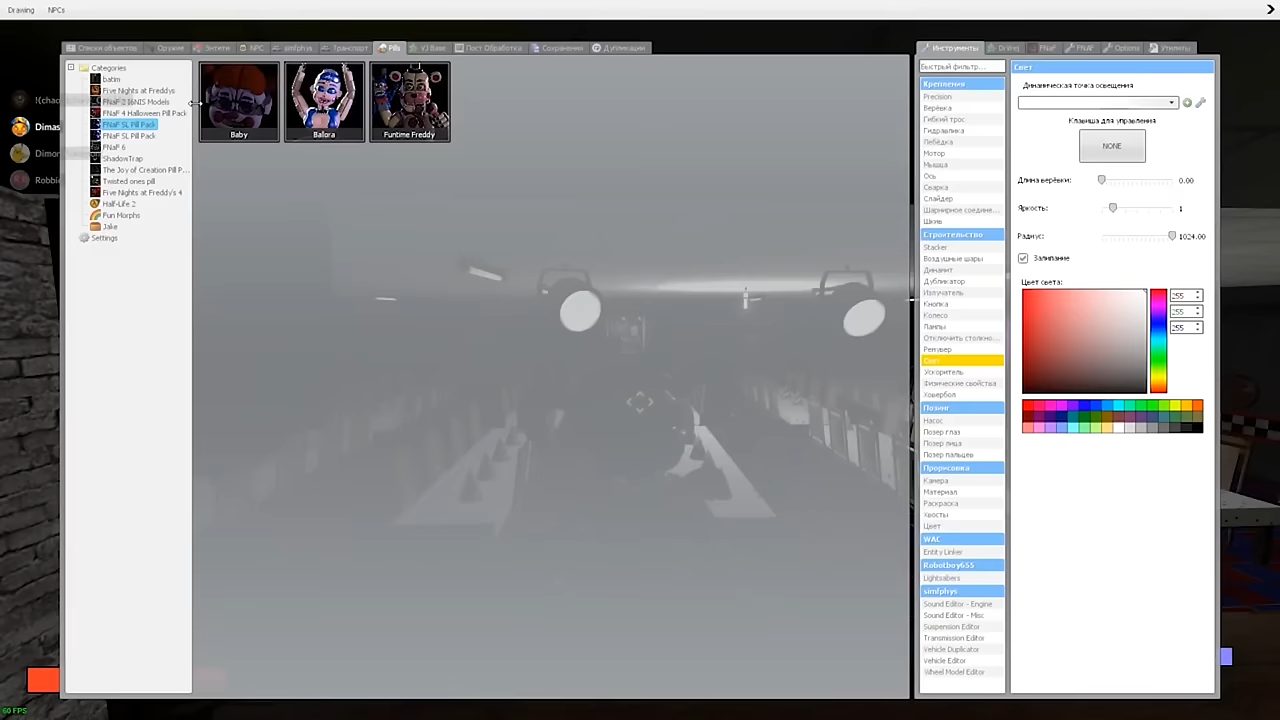 Drawing NPCs
Списки объектов Оружие Энтити NPC simfphys Транспорт Pills VJ Base Пост Обработка Сохранения Дупликации
Categories
batim
Five Nights at Freddys
FNaF 2 16NIS Models
FNaF 4 Halloween Pill Pack
FNaF SL Pill Pack
FNaF SL Pill Pack
FNaF 6
ShadowTrap
The Joy of Creation Pill P...
Twisted ones pill
Five Nights at Freddy's 4
Half-Life 2
Fun Morphs
Jake
Settings
Dimas
Dimor
Robbi
Baby
Balora
Funtime Freddy
Инструменты FNaF FNAF Options Утилиты
Быстрый фильтр...
Крепления
Precision
Верёвка
Гибкий трос
Гидравлика
Лебёдка
Мотор
Мышца
Ось
Сварка
Слайдер
Шарнирное соедине...
Шкив
Строительство
Stacker
Воздушные шары
Динамит
Дубликатор
Излучатель
Кнопка
Колесо
Лампы
Отключить столкно...
Ремувер
Свет
Ускоритель
Физические свойства
Ховербол
Позинг
Насос
Позер глаз
Позер лица
Позер пальцев
Прорисовка
Камера
Материал
Раскраска
Хвосты
Цвет
WAC
Entity Linker
Robotboy655
Lightsabers
simfphys
Sound Editor - Engine
Sound Editor - Misc
Suspension Editor
Transmission Editor
Vehicle Duplicator
Vehicle Editor
Wheel Model Editor
Свет
Динамическая точка освещения
Клавиша для управления
NONE
Длина верёвки: 0.00
Яркость: 1
Радиус: 1024.00
Залипание
Цвет света:
255
255
255
60 FPS